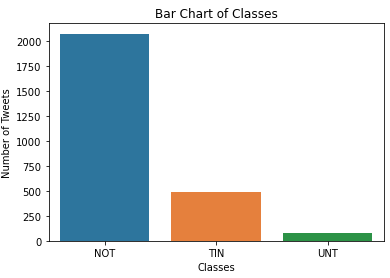 Bar Chart of Classes
Number of Tweets
2000
1750
1500
1250
1000
750
500
250
0
NOT TIN UNT
Classes